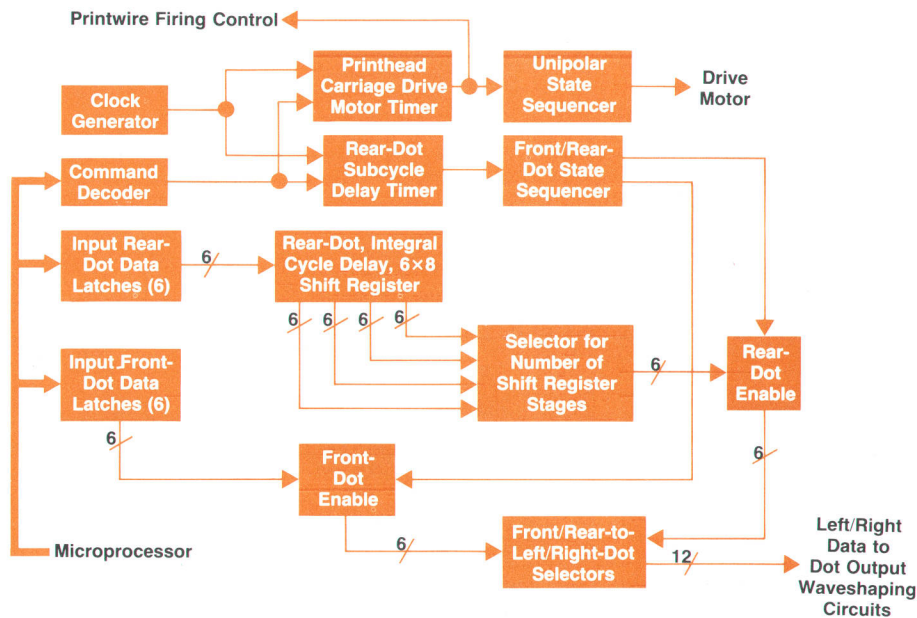 Printwire Firing Control
Printhead
Carriage Drive
Motor Timer
Unipolar
State
Sequencer
Drive
Motor
Clock
Generator
Rear-Dot
Subcycle
Delay Timer
Front/Rear-
Dot State
Sequencer
Command
Decoder
Input Rear-
Dot Data
Latches (6)
6
Rear-Dot, Integral
Cycle Delay, 6×8
Shift Register
6
6
6
6
Selector for
Number of
Shift Register
Stages
6
Rear-
Dot
Enable
Input Front-
Dot Data
Latches (6)
6
6
Front-
Dot
Enable
Microprocessor
6
Front/Rear-to-
Left/Right-Dot
Selectors
12
Left/Right
Data to
Dot Output
Waveshaping
Circuits